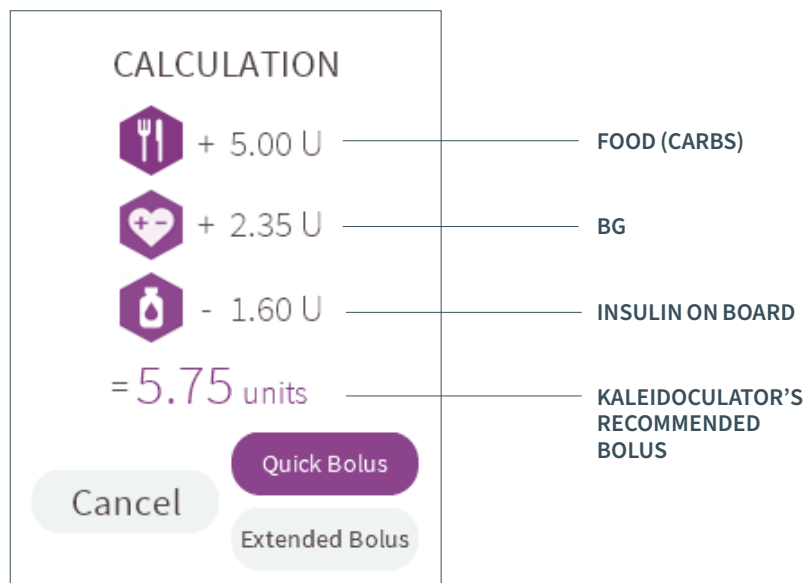 CALCULATION
+ 5.00 U
FOOD (CARBS)
+ 2.35 U
BG
- 1.60 U
INSULIN ON BOARD
= 5.75 units
KALEIDOCULATOR’S
RECOMMENDED
BOLUS
Quick Bolus
Cancel
Extended Bolus